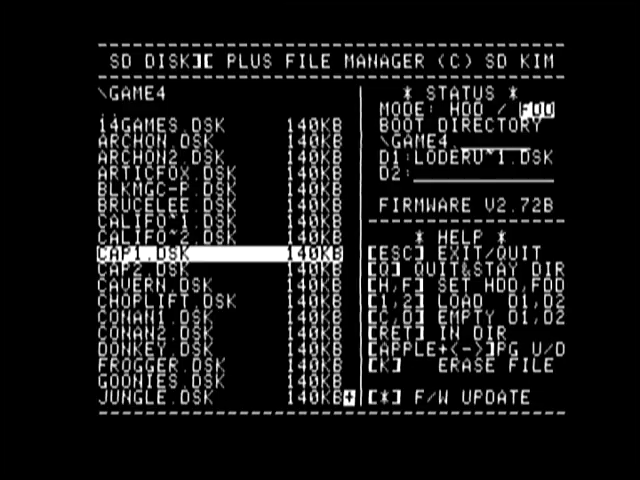 SD DISK][ PLUS FILE MANAGER (C) SD KIM
\GAME4
14GAMES.DSK 140KB
ARCHON.DSK 140KB
ARCHON2.DSK 140KB
ARTICFOX.DSK 140KB
BLKMGC-P.DSK 140KB
BRUCELEE.DSK 140KB
CALIFO~1.DSK 140KB
CALIFO~2.DSK 140KB
CAP1.DSK 140KB
CAP2.DSK 140KB
CAVERN.DSK 140KB
CHOPLIFT.DSK 140KB
CONAN1.DSK 140KB
CONAN2.DSK 140KB
DONKEY.DSK 140KB
FROGGER.DSK 140KB
GOONIES.DSK 140KB
JUNGLE.DSK 140KB+
* STATUS *
MODE: HDD / FDD
BOOT DIRECTORY
\GAME4.________
D1:LODERU~1.DSK
D2:____________
FIRMWARE V2.72B
* HELP *
[ESC] EXIT/QUIT
[Q] QUIT&STAY DIR
[H,F] SET HDD,FDD
[1,2] LOAD D1,D2
[C,D] EMPTY D1,D2
[RET] IN DIR
[APPLE+<->]PG U/D
[K] ERASE FILE
[*] F/W UPDATE